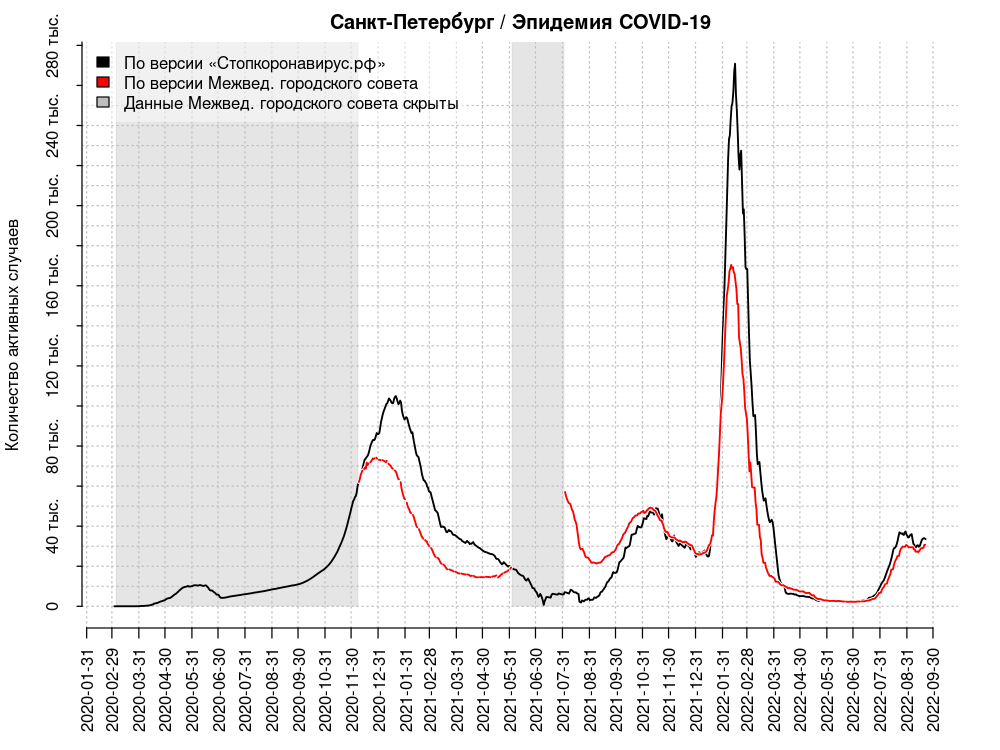 Санкт-Петербург / Эпидемия COVID-19
По версии «Стопкоронавирус.рф»
По версии Межвед. городского совета
Данные Межвед. городского совета скрыты
Количество активных случаев
280 тыс.
240 тыс.
200 тыс.
160 тыс.
120 тыс.
80 тыс.
40 тыс.
0
2020-01-31
2020-02-29
2020-03-31
2020-04-30
2020-05-31
2020-06-30
2020-07-31
2020-08-31
2020-09-30
2020-10-31
2020-11-30
2020-12-31
2021-01-31
2021-02-28
2021-03-31
2021-04-30
2021-05-31
2021-06-30
2021-07-31
2021-08-31
2021-09-30
2021-10-31
2021-11-30
2021-12-31
2022-01-31
2022-02-28
2022-03-31
2022-04-30
2022-05-31
2022-06-30
2022-07-31
2022-08-31
2022-09-30